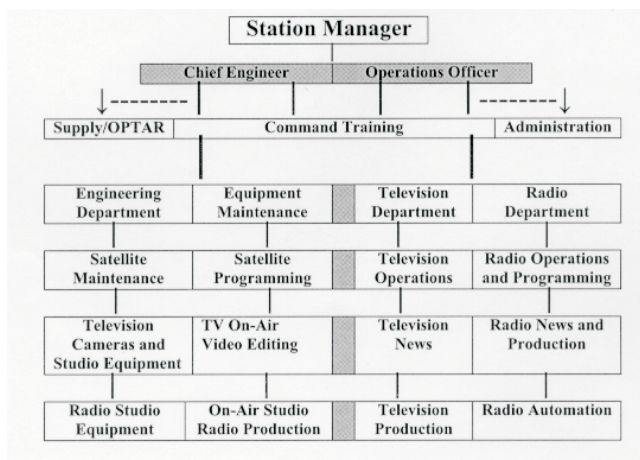 Station Manager
Chief Engineer
Operations Officer
Supply/OPTAR
Command Training
Administration
Engineering
Department
Equipment
Maintenance
Television
Department
Radio
Department
Satellite
Maintenance
Satellite
Programming
Television
Operations
Radio Operations
and Programming
Television
Cameras and
Studio Equipment
TV On-Air
Video Editing
Television
News
Radio News and
Production
Radio Studio
Equipment
On-Air Studio
Radio Production
Television
Production
Radio Automation